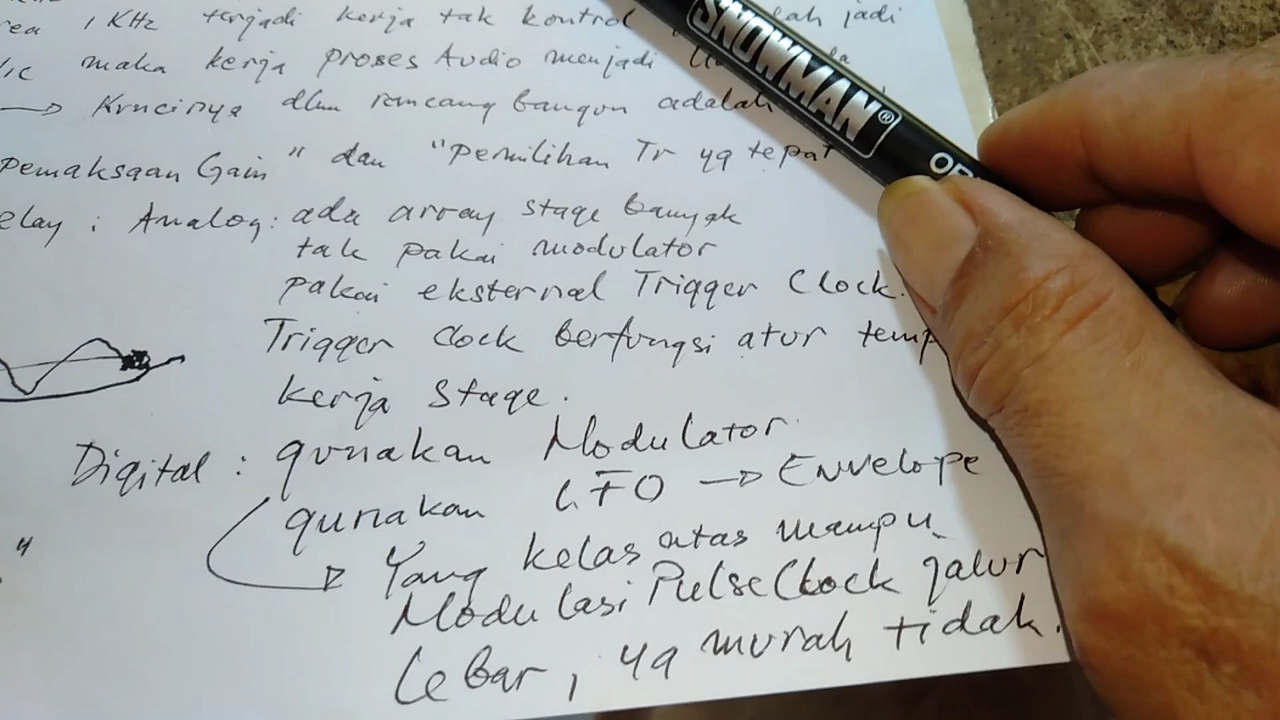 1 KHz terjadi kerja tak kontrol jadi
maka kerja proses Audio menjadi
Kuncinya dlm rancang bangun adalah
pemaksaan Gain" dan "pemilihan Tr yg tepat
elay : Analog: ada array stage banyak
tak pakai modulator
pakai eksternal Trigger Clock.
Trigger Clock berfungsi atur temp
kerja Stage.
Digital : gunakan Modulator.
gunakan LFO → Envelope
Yang kelas atas mampu
Modulasi Pulse Clock jalur
lebar, yg murah tidak.
SNOWMAN®